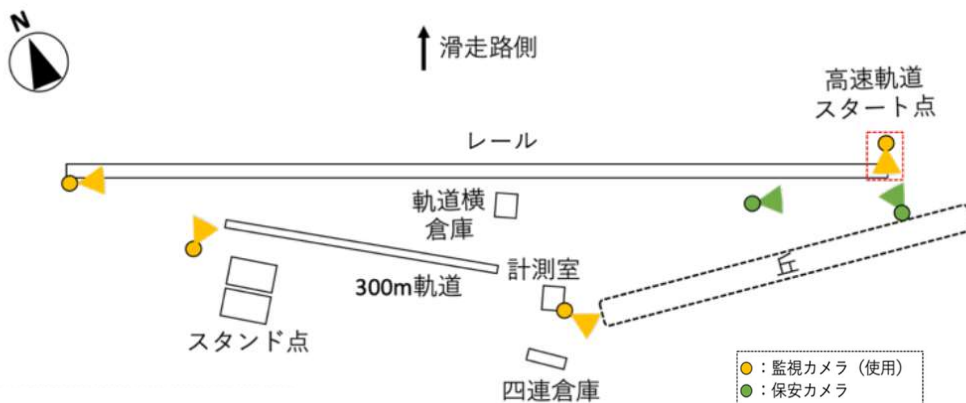 N
滑走路側
高速軌道
スタート点
レール
軌道横
倉庫
計測室
300m軌道
丘
スタンド点
四連倉庫
：監視カメラ（使用）
：保安カメラ